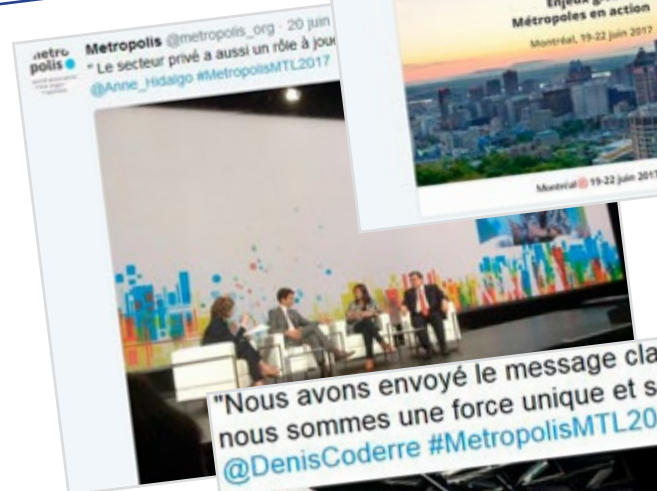 Metropolis @metropolis_org · 20 juin
" Le secteur privé a aussi un rôle à
@Anne_Hidalgo #MetropolisMTL2017
polis
Enjeux
Métropoles en action
Montréal, 19-22 juin 2017
Montréal 19-22 juin 2017
"Nous avons envoyé le message
nous sommes une force unique et
@DenisCoderre #MetropolisMTL20